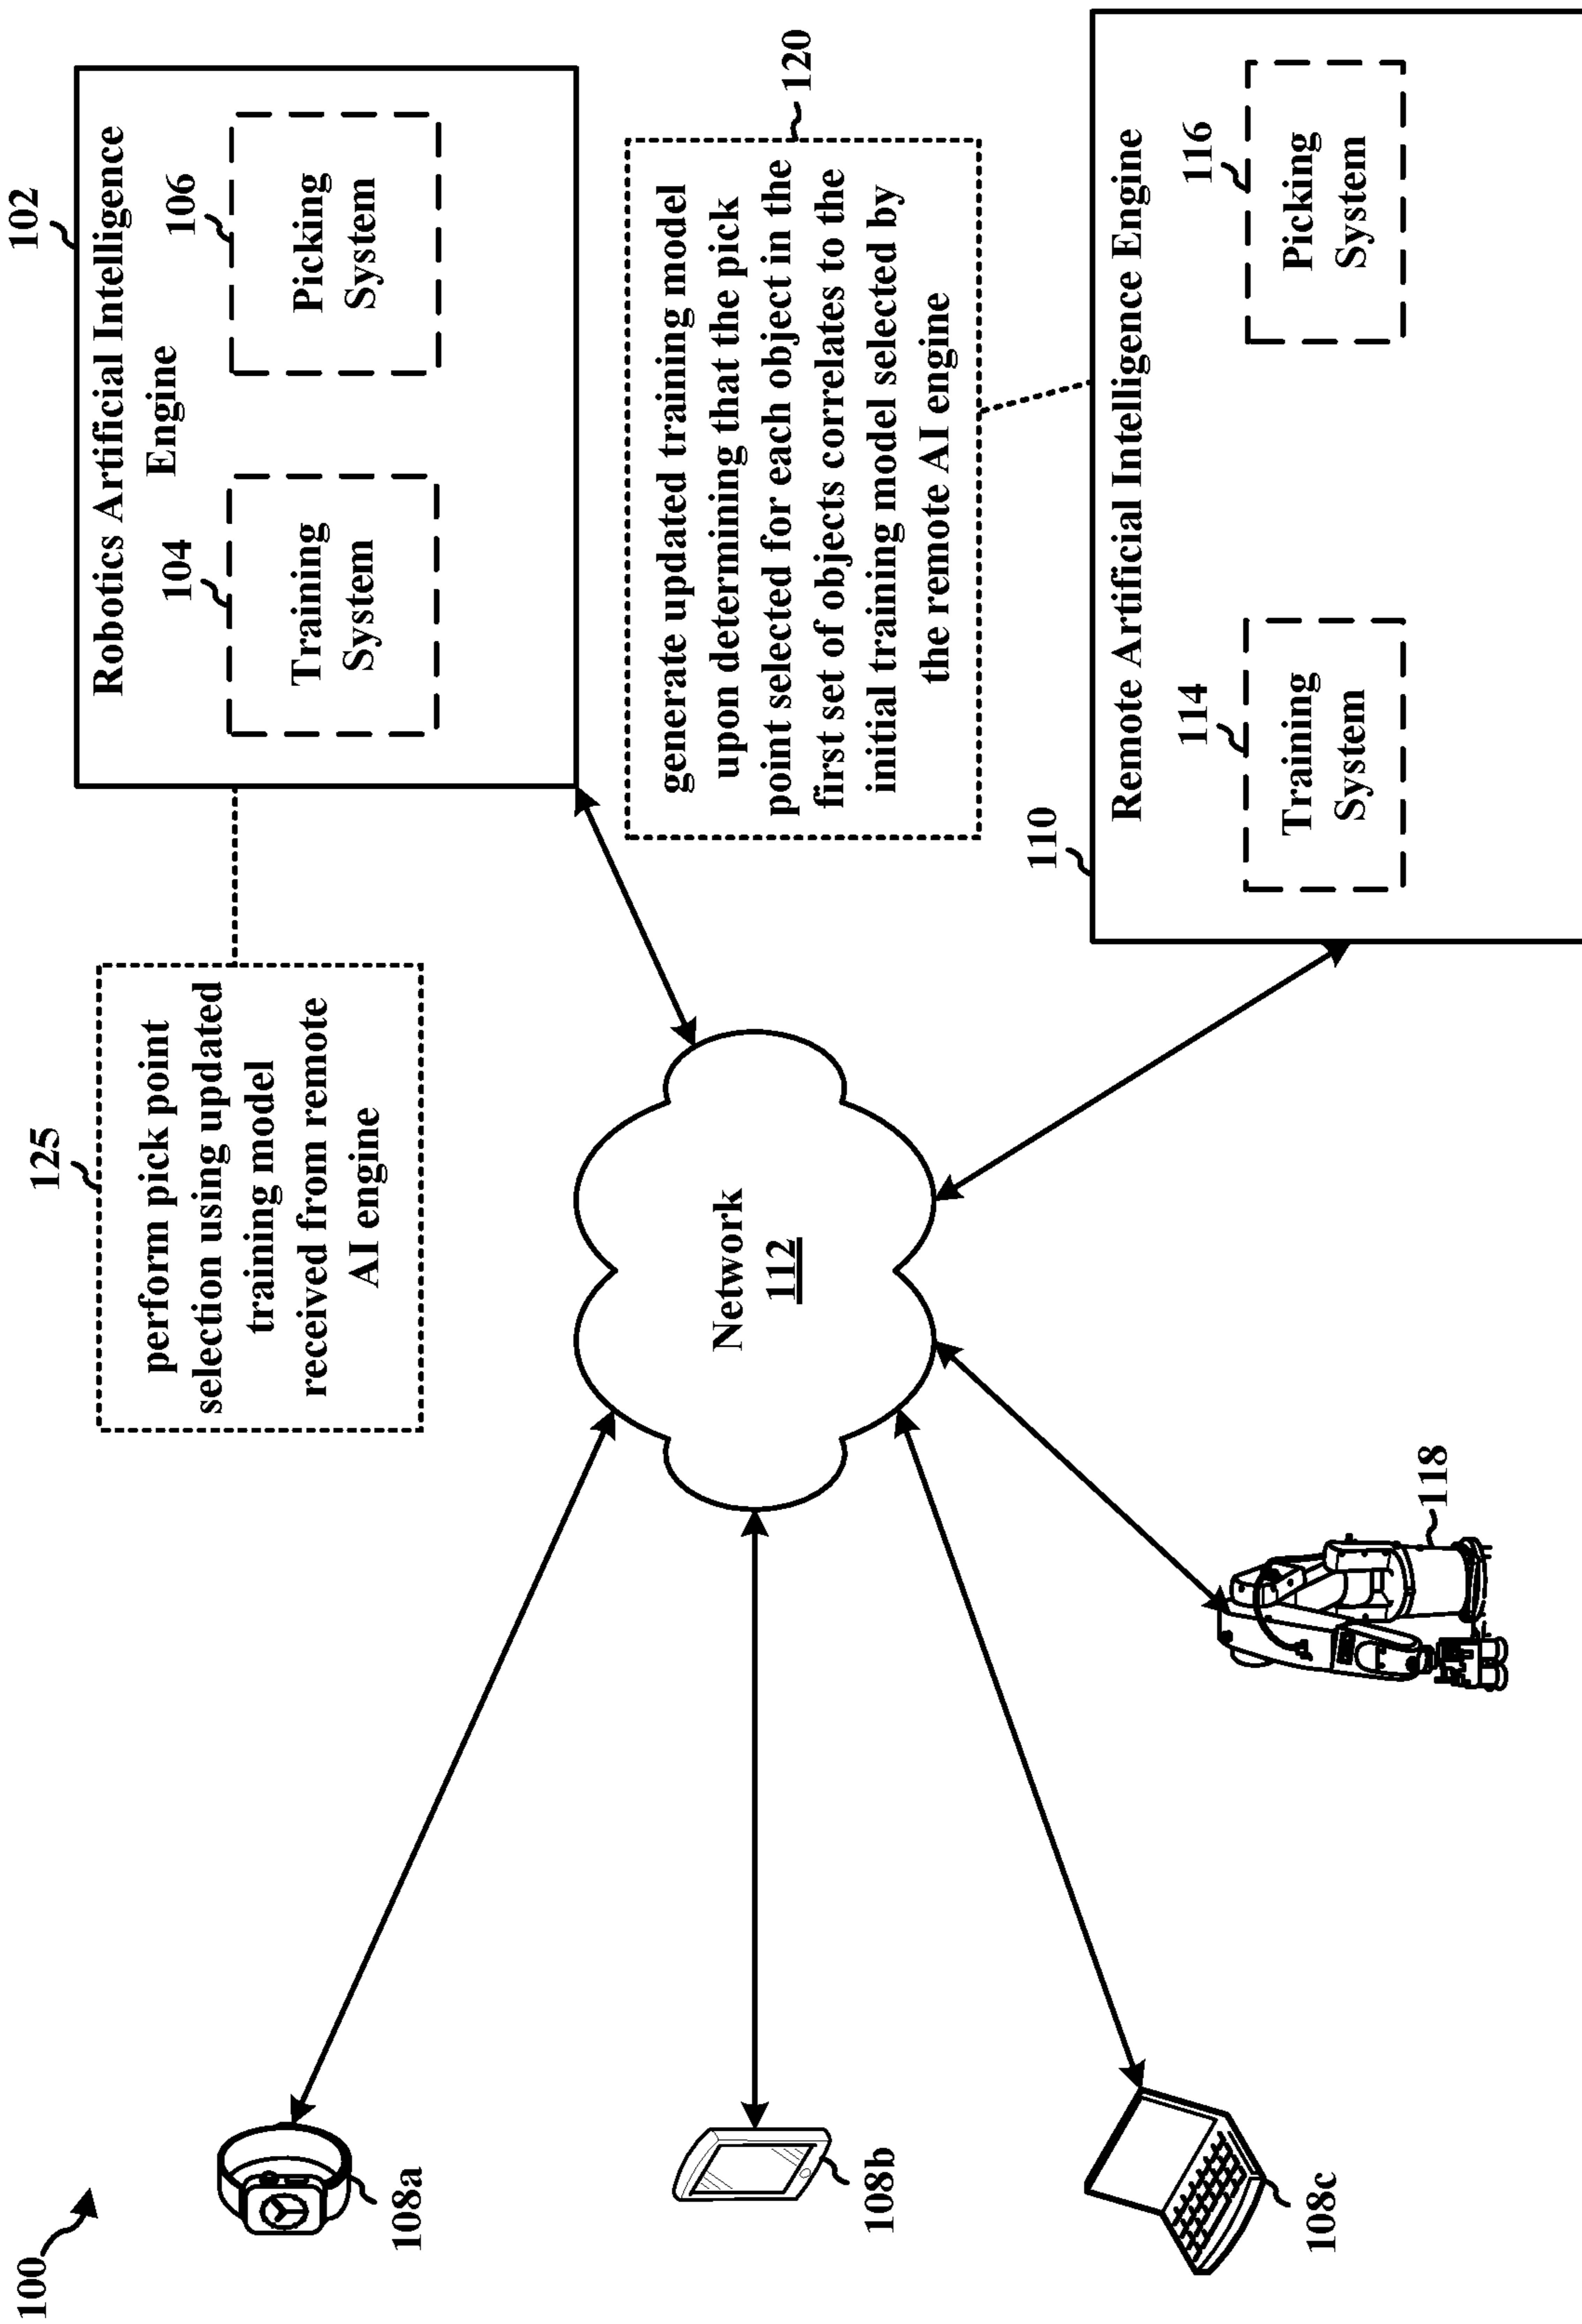 100
102
Robotics Artificial Intelligence
Engine
104
Training
System
106
Picking
System
125
perform pick point
selection using updated
training model
received from remote
AI engine
120
generate updated training model
upon determining that the pick
point selected for each object in the
first set of objects correlates to the
initial training model selected by
the remote AI engine
Network
112
108a
108b
108c
118
110
Remote Artificial Intelligence Engine
114
Training
System
116
Picking
System